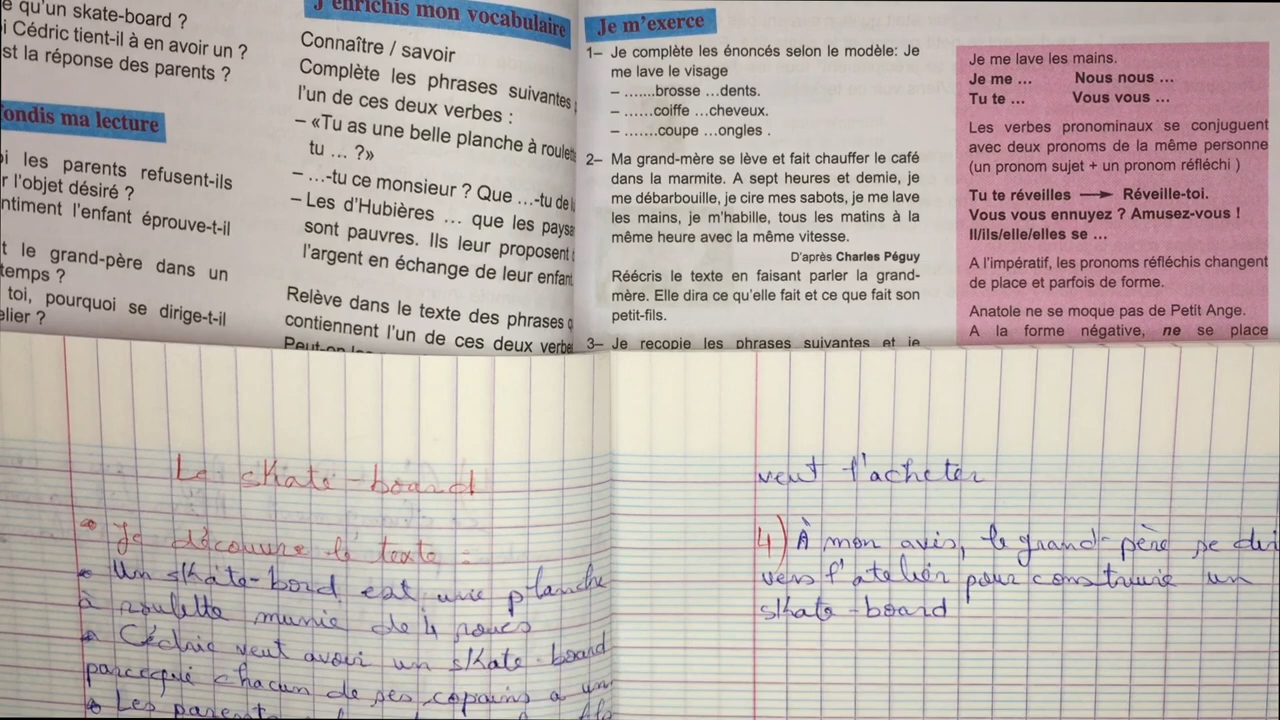 e qu'un skate-board ?
i Cédric tient-il à en avoir un ?
st la réponse des parents ?
fondis ma lecture
i les parents refusent-ils
r l'objet désiré ?
ntiment l'enfant éprouve-t-il
t le grand-père dans un
temps ?
toi, pourquoi se dirige-t-il
elier ?
J'enrichis mon vocabulaire
Connaître / savoir
Complète les phrases suivantes
l'un de ces deux verbes :
– «Tu as une belle planche à roulette
tu ... ?»
– ...-tu ce monsieur ? Que ...-tu de
– Les d'Hubières ... que les paysa
sont pauvres. Ils leur proposent
l'argent en échange de leur enfant
Relève dans le texte des phrases q
contiennent l'un de ces deux verbe
Je m'exerce
1– Je complète les énoncés selon le modèle: Je
me lave le visage
– .......brosse ...dents.
– ......coiffe ...cheveux.
– .......coupe ...ongles .
2– Ma grand-mère se lève et fait chauffer le café
dans la marmite. A sept heures et demie, je
me débarbouille, je cire mes sabots, je me lave
les mains, je m'habille, tous les matins à la
même heure avec la même vitesse.
D'après Charles Péguy
Réécris le texte en faisant parler la grand-
mère. Elle dira ce qu'elle fait et ce que fait son
petit-fils.
3– Je recopie les phrases suivantes et je
Je me lave les mains.
Je me ... Nous nous ...
Tu te ... Vous vous ...
Les verbes pronominaux se conjuguent
avec deux pronoms de la même personne
(un pronom sujet + un pronom réfléchi )
Tu te réveilles → Réveille-toi.
Vous vous ennuyez ? Amusez-vous !
Il/ils/elle/elles se ...
A l'impératif, les pronoms réfléchis changent
de place et parfois de forme.
Anatole ne se moque pas de Petit Ange.
A la forme négative, ne se place
Le skate-board
Je découvre le texte :
Un skate-bord est une planche
à roulette munie de 4 roues
Cédric veut avoir un skate-board
parceque chacun de ses copains a un
Les parents
veut l'acheter
4) À mon avis, le grand-père se di
vers l'atelier pour construire un
skate-board